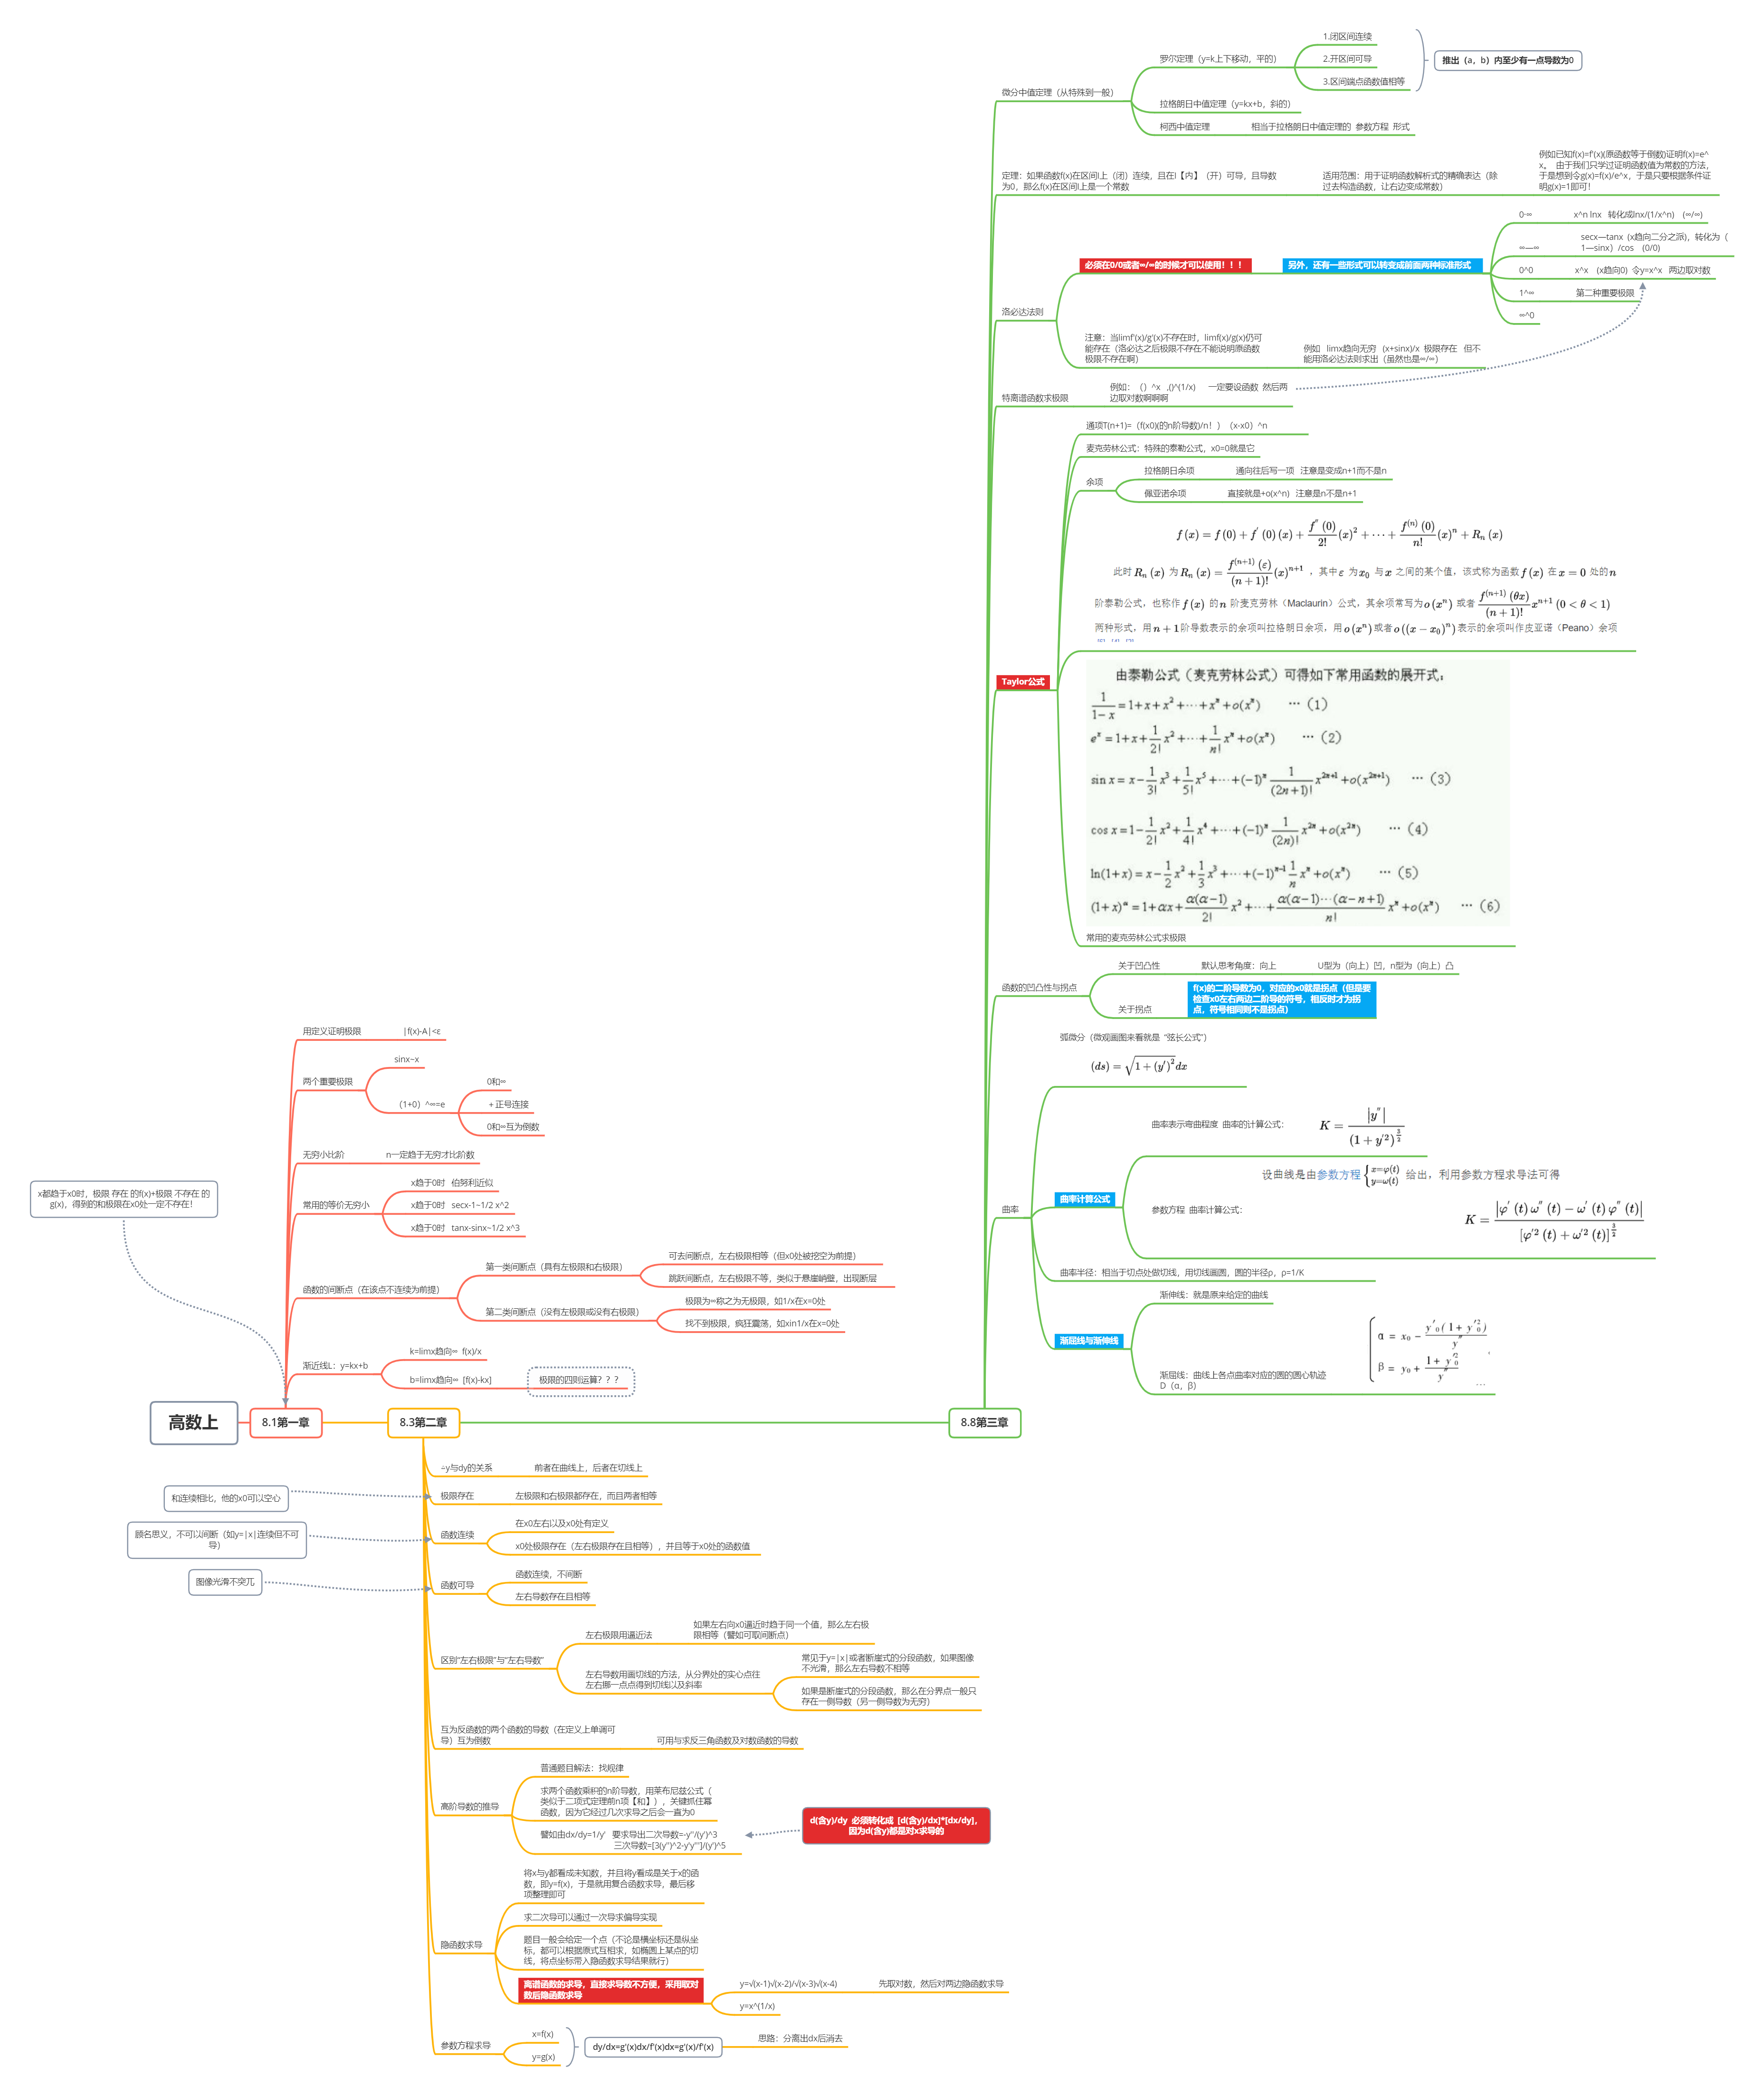 高数上
8.1第一章
用定义证明极限
|f(x)-A|<ε
两个重要极限
sinx~x
（1+0）^∞=e
0和∞
+ 正号连接
0和∞互为倒数
无穷小比阶
n一定趋于无穷才比阶数
常用的等价无穷小
x趋于0时 伯努利近似
x趋于0时 secx-1~1/2 x^2
x趋于0时 tanx-sinx~1/2 x^3
x都趋于x0时，极限 存在 的f(x)+极限 不存在 的
g(x)，得到的和极限在x0处一定不存在！
函数的间断点（在该点不连续为前提）
第一类间断点（具有左极限和右极限）
可去间断点，左右极限相等（但x0处被挖空为前提）
跳跃间断点，左右极限不等，类似于悬崖峭壁，出现断层
第二类间断点（没有左极限或没有右极限）
极限为∞称之为无极限，如1/x在x=0处
找不到极限，疯狂震荡，如xin1/x在x=0处
渐近线L：y=kx+b
k=limx趋向∞ f(x)/x
b=limx趋向∞ [f(x)-kx]
极限的四则运算？？？
8.3第二章
÷y与dy的关系
前者在曲线上，后者在切线上
极限存在
左极限和右极限都存在，而且两者相等
和连续相比，他的x0可以空心
函数连续
在x0左右以及x0处有定义
x0处极限存在（左右极限存在且相等），并且等于x0处的函数值
顾名思义，不可以间断（如y=|x|连续但不可
导）
函数可导
函数连续，不间断
左右导数存在且相等
图像光滑不突兀
区别"左右极限"与"左右导数"
左右极限用逼近法
如果左右向x0逼近时趋于同一个值，那么左右极
限相等（譬如可取间断点）
左右导数用画切线的方法，从分界处的实心点往
左右挪一点点得到切线以及斜率
常见于y=|x|或者断崖式的分段函数，如果图像
不光滑，那么左右导数不相等
如果是断崖式的分段函数，那么在分界点一般只
存在一侧导数（另一侧导数为无穷）
互为反函数的两个函数的导数（在定义上单调可
导）互为倒数
可用与求反三角函数及对数函数的导数
高阶导数的推导
普通题目解法：找规律
求两个函数乘积的n阶导数，用莱布尼兹公式（
类似于二项式定理前n项【和】），关键抓住幂
函数，因为它经过几次求导之后会一直为0
譬如由dx/dy=1/y' 要求导出二次导数=-y''/(y')^3
三次导数=[3(y'')^2-y'y''']/(y')^5
d(含y)/dy 必须转化成 [d(含y)/dx]*[dx/dy]，
因为d(含y)都是对x求导的
隐函数求导
将x与y都看成未知数，并且将y看成是关于x的函
数，即y=f(x)，于是就用复合函数求导，最后移
项整理即可
求二次导可以通过一次导求偏导实现
题目一般会给定一个点（不论是横坐标还是纵坐
标，都可以根据原式互相求，如椭圆上某点的切
线，将点坐标带入隐函数求导结果就行）
离谱函数的求导，直接求导数不方便，采用取对
数后隐函数求导
y=√(x-1)√(x-2)/√(x-3)√(x-4)
先取对数，然后对两边隐函数求导
y=x^(1/x)
参数方程求导
x=f(x)
y=g(x)
dy/dx=g'(x)dx/f'(x)dx=g'(x)/f'(x)
思路：分离出dx后消去
8.8第三章
微分中值定理（从特殊到一般）
罗尔定理（y=k上下移动，平的）
1.闭区间连续
2.开区间可导
3.区间端点函数值相等
推出（a，b）内至少有一点导数为0
拉格朗日中值定理（y=kx+b，斜的）
柯西中值定理
相当于拉格朗日中值定理的 参数方程 形式
定理：如果函数f(x)在区间I上（闭）连续，且在I【内】（开）可导，且导数
为0，那么f(x)在区间I上是一个常数
适用范围：用于证明函数解析式的精确表达（除
过去构造函数，让右边变成常数）
例如已知f(x)=f'(x)(原函数等于倒数)证明f(x)=e^
x。 由于我们只学过证明函数值为常数的方法，
于是想到令g(x)=f(x)/e^x，于是只要根据条件证
明g(x)=1即可！
洛必达法则
必须在0/0或者∞/∞的时候才可以使用！！！
另外，还有一些形式可以转变成前面两种标准形式
0·∞
x^n lnx 转化成lnx/(1/x^n) (∞/∞)
∞—∞
secx—tanx (x趋向二分之派)，转化为（
1—sinx）/cos (0/0)
0^0
x^x (x趋向0) 令y=x^x 两边取对数
1^∞
第二种重要极限
∞^0
注意：当limf'(x)/g'(x)不存在时，limf(x)/g(x)仍可
能存在（洛必达之后极限不存在不能说明原函数
极限不存在啊）
例如 limx趋向无穷 (x+sinx)/x 极限存在 但不
能用洛必达法则求出（虽然也是∞/∞）
特离谱函数求极限
例如：（）^x ,()^(1/x) 一定要设函数 然后两
边取对数啊啊啊
Taylor公式
通项T(n+1)=（f(x0)(的n阶导数)/n！）（x-x0）^n
麦克劳林公式：特殊的泰勒公式，x0=0就是它
余项
拉格朗日余项
通向往后写一项 注意是变成n+1而不是n
佩亚诺余项
直接就是+o(x^n) 注意是n不是n+1
f (x) = f (0) + f′ (0) (x) + f″(0)/2! (x)² + ⋯ + f⁽ⁿ⁾(0)/n! (x)ⁿ + Rₙ (x)
此时 Rₙ (x) 为 Rₙ (x) = f⁽ⁿ⁺¹⁾(ε)/(n + 1)! (x)ⁿ⁺¹ ，其中 ε 为 x₀ 与 x 之间的某个值，该式称为函数 f (x) 在 x = 0 处的 n
阶泰勒公式，也称作 f (x) 的 n 阶麦克劳林（Maclaurin）公式，其余项常写为 o (xⁿ) 或者 f⁽ⁿ⁺¹⁾(θx)/(n + 1)! xⁿ⁺¹ (0 < θ < 1)
两种形式，用 n + 1 阶导数表示的余项叫拉格朗日余项，用 o (xⁿ) 或者 o ((x − x₀)ⁿ) 表示的余项叫作皮亚诺（Peano）余项
由泰勒公式（麦克劳林公式）可得如下常用函数的展开式：
1/(1−x) = 1+x+x²+⋯+xⁿ+o(xⁿ) ⋯（1）
eˣ = 1+x+1/2! x²+⋯+1/n! xⁿ+o(xⁿ) ⋯（2）
sin x = x−1/3! x³+1/5! x⁵+⋯+(−1)ⁿ 1/(2n+1)! x²ⁿ⁺¹+o(x²ⁿ⁺¹) ⋯（3）
cos x = 1−1/2! x²+1/4! x⁴+⋯+(−1)ⁿ 1/(2n)! x²ⁿ+o(x²ⁿ) ⋯（4）
ln(1+x) = x−1/2 x²+1/3 x³+⋯+(−1)ⁿ⁻¹ 1/n xⁿ+o(xⁿ) ⋯（5）
(1+x)^α = 1+αx+α(α−1)/2! x²+⋯+α(α−1)⋯(α−n+1)/n! xⁿ+o(xⁿ) ⋯（6）
常用的麦克劳林公式求极限
函数的凹凸性与拐点
关于凹凸性
默认思考角度：向上
U型为（向上）凹，n型为（向上）凸
关于拐点
f(x)的二阶导数为0，对应的x0就是拐点（但是要
检查x0左右两边二阶导的符号，相反时才为拐
点，符号相同则不是拐点）
曲率
弧微分（微观画图来看就是 "弦长公式"）
(ds) = √(1 + (y′)²) dx
曲率计算公式
曲率表示弯曲程度 曲率的计算公式：
K = |y″| / (1 + y′²)^(3/2)
设曲线是由参数方程 { x=φ(t) y=ω(t) 给出，利用参数方程求导法可得
参数方程 曲率计算公式：
K = |φ′ (t) ω″ (t) − ω′ (t) φ″ (t)| / [φ′² (t) + ω′² (t)]^(3/2)
曲率半径：相当于切点处做切线，用切线画圆，圆的半径ρ，ρ=1/K
渐屈线与渐伸线
渐伸线：就是原来给定的曲线
渐屈线：曲线上各点曲率对应的圆的圆心轨迹
D（α，β）
α = x₀ − y′₀(1 + y′₀²)/y″ ，
β = y₀ + (1 + y′₀²)/y″